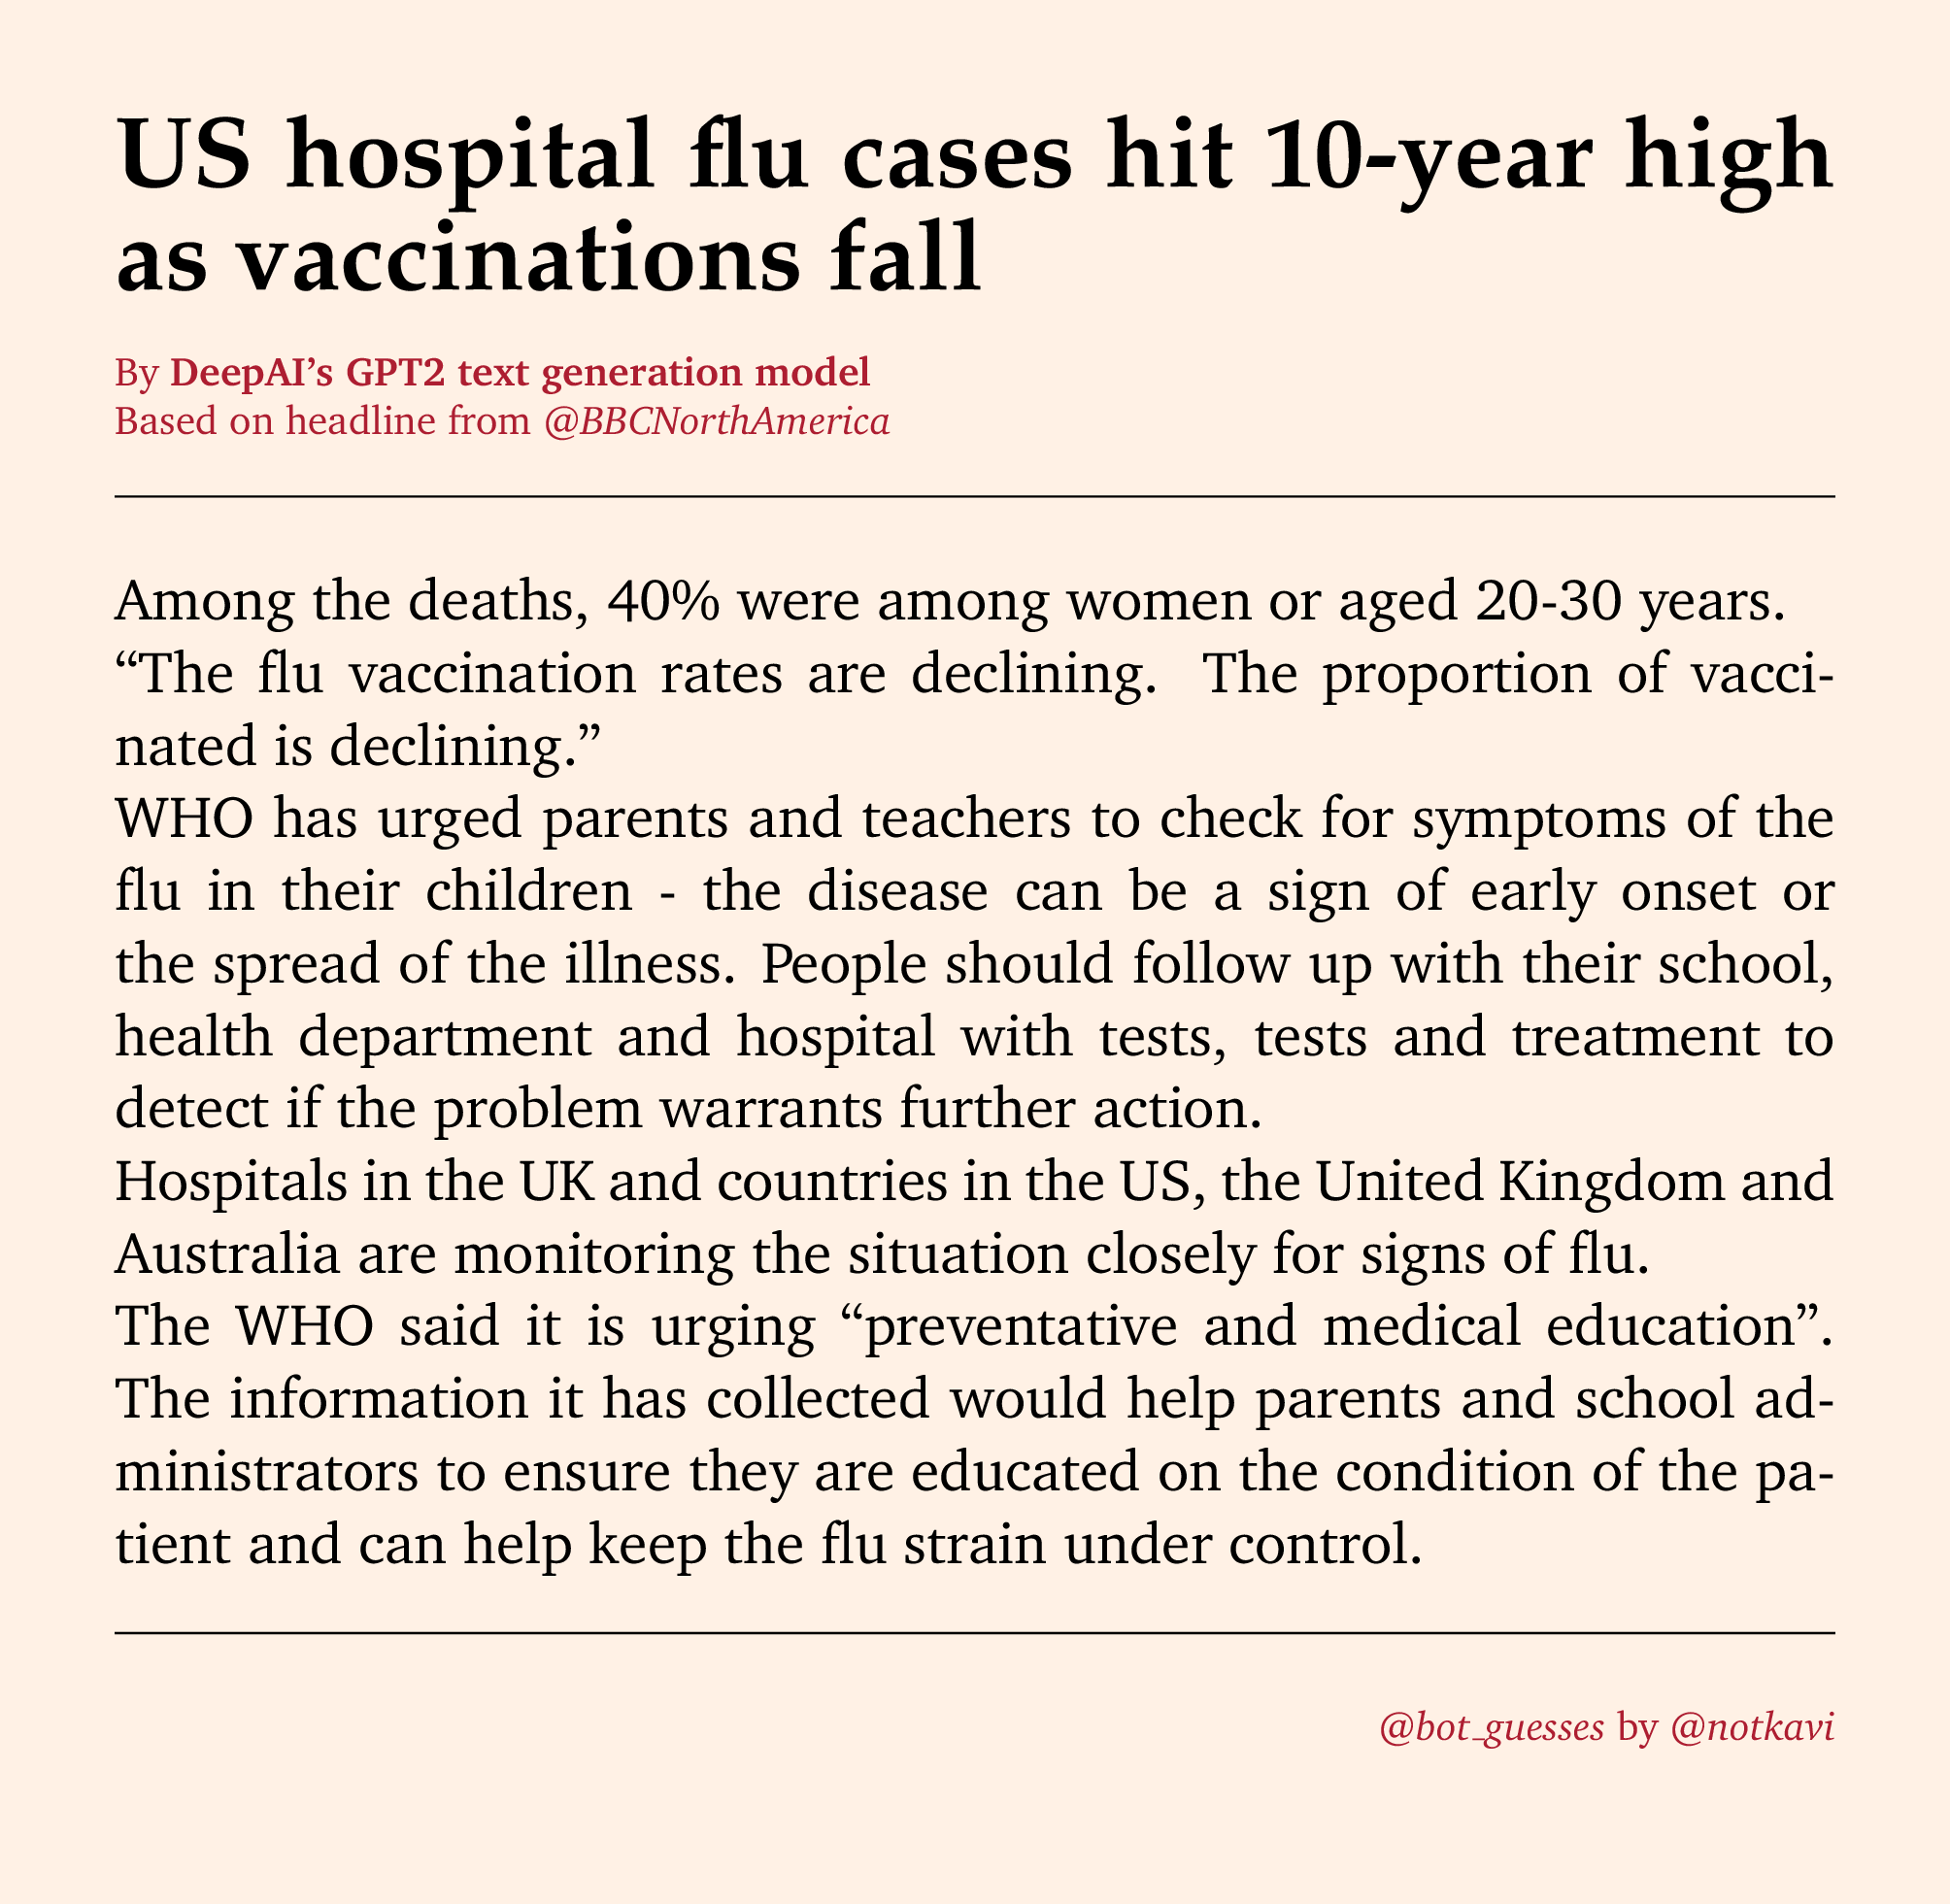 US hospital flu cases hit 10-year high
as vaccinations fall
By DeepAI’s GPT2 text generation model
Based on headline from @BBCNorthAmerica
Among the deaths, 40% were among women or aged 20-30 years.
“The flu vaccination rates are declining. The proportion of vacci-
nated is declining.”
WHO has urged parents and teachers to check for symptoms of the
flu in their children - the disease can be a sign of early onset or
the spread of the illness. People should follow up with their school,
health department and hospital with tests, tests and treatment to
detect if the problem warrants further action.
Hospitals in the UK and countries in the US, the United Kingdom and
Australia are monitoring the situation closely for signs of flu.
The WHO said it is urging “preventative and medical education”.
The information it has collected would help parents and school ad-
ministrators to ensure they are educated on the condition of the pa-
tient and can help keep the flu strain under control.
@bot_guesses by @notkavi